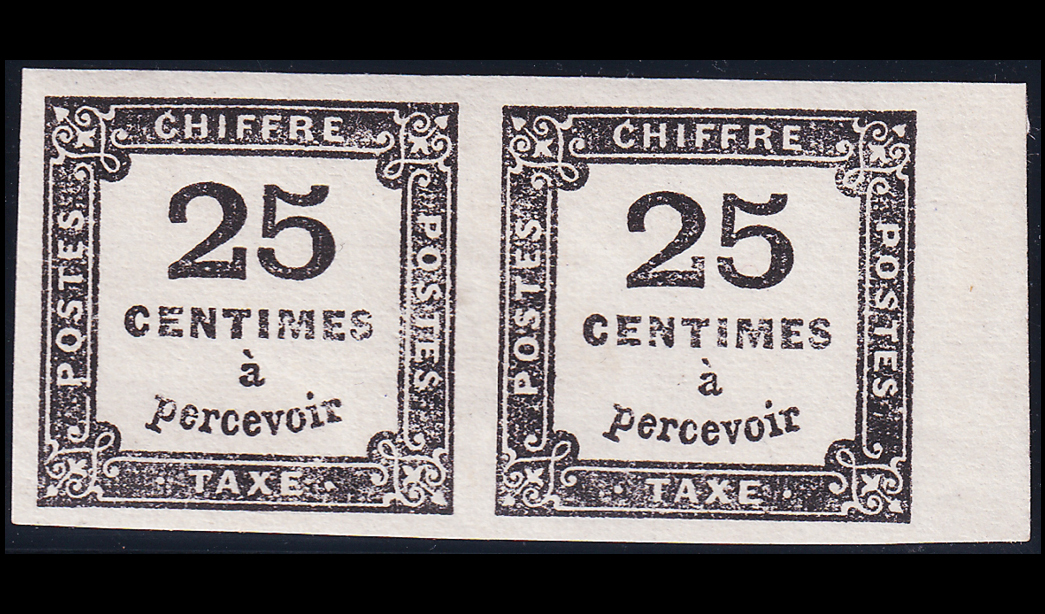 CHIFFRE
POSTES
25
CENTIMES
à
percevoir
POSTES
· TAXE ·
CHIFFRE
POSTES
25
CENTIMES
à
percevoir
POSTES
· TAXE ·